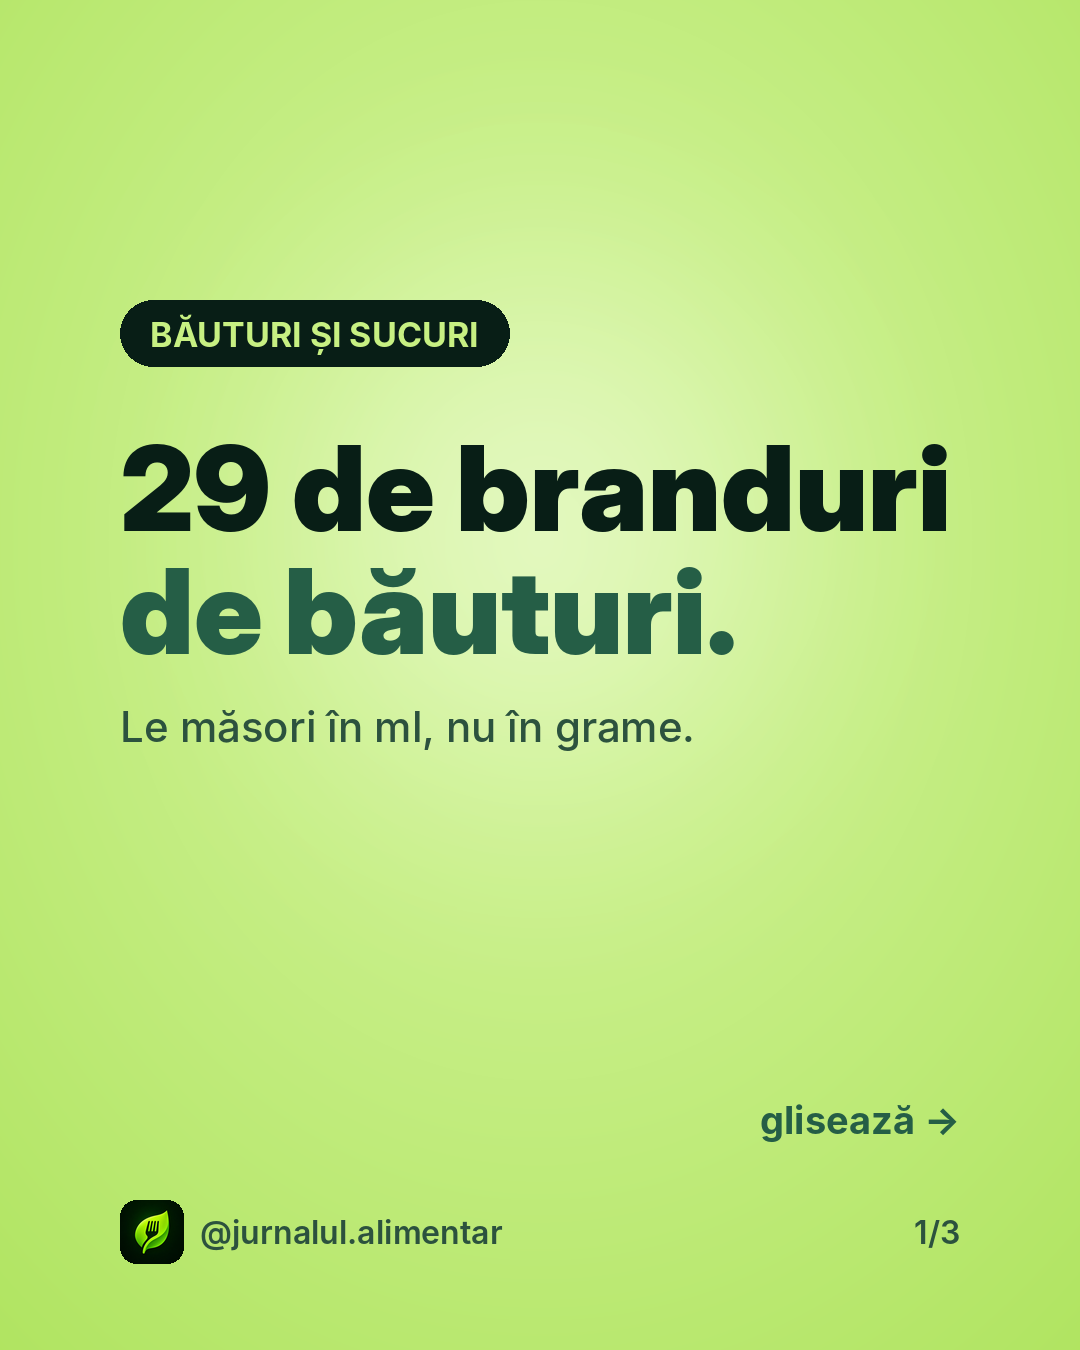 BĂUTURI ȘI SUCURI
29 de branduri
de băuturi.
Le măsori în ml, nu în grame.
glisează →
@jurnalul.alimentar
1/3